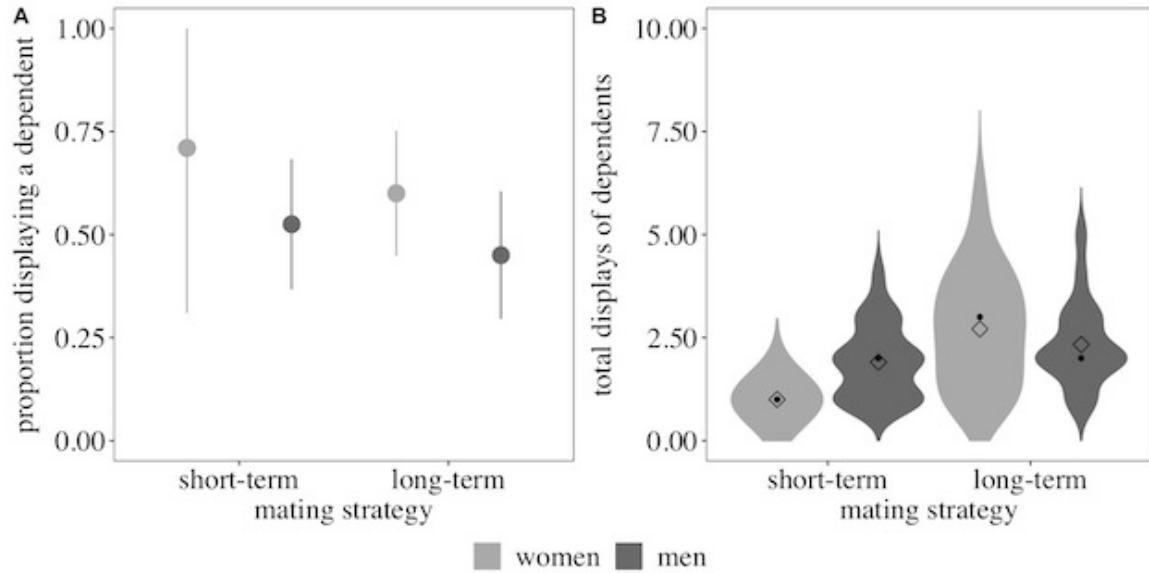 A
proportion displaying a dependent
1.00
0.75
0.50
0.25
0.00
short-term
long-term
mating strategy
B
total displays of dependents
10.00
7.50
5.00
2.50
0.00
short-term
long-term
mating strategy
women
men